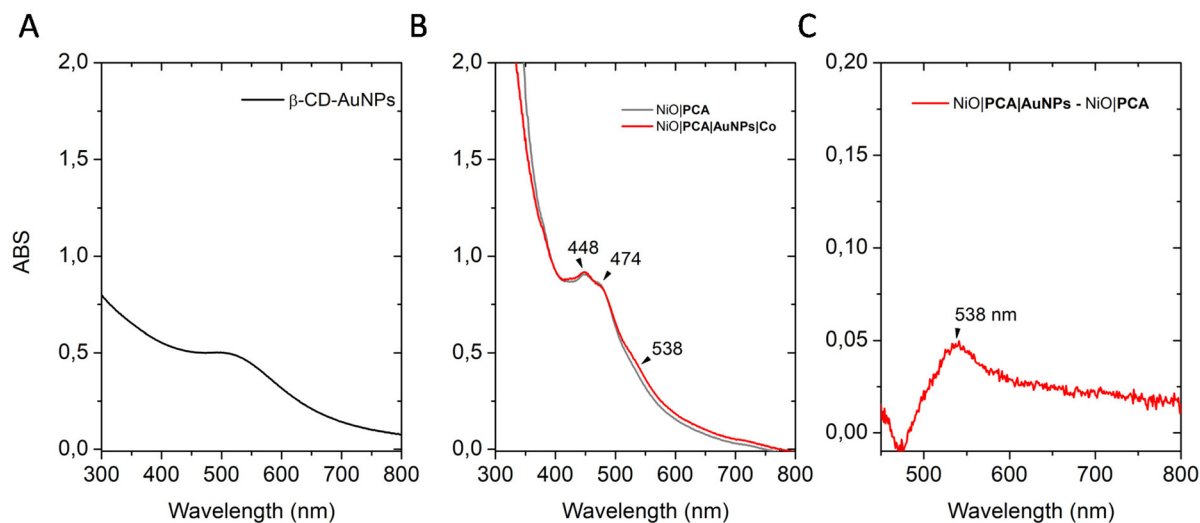 A
2,0
1,5
1,0
0,5
0,0
ABS
β-CD-AuNPs
300 400 500 600 700 800
Wavelength (nm)
B
2,0
1,5
1,0
0,5
0,0
NiO|PCA
NiO|PCA|AuNPs|Co
448
474
538
300 400 500 600 700 800
Wavelength (nm)
C
0,20
0,15
0,10
0,05
0,00
NiO|PCA|AuNPs - NiO|PCA
538 nm
500 600 700 800
Wavelength (nm)